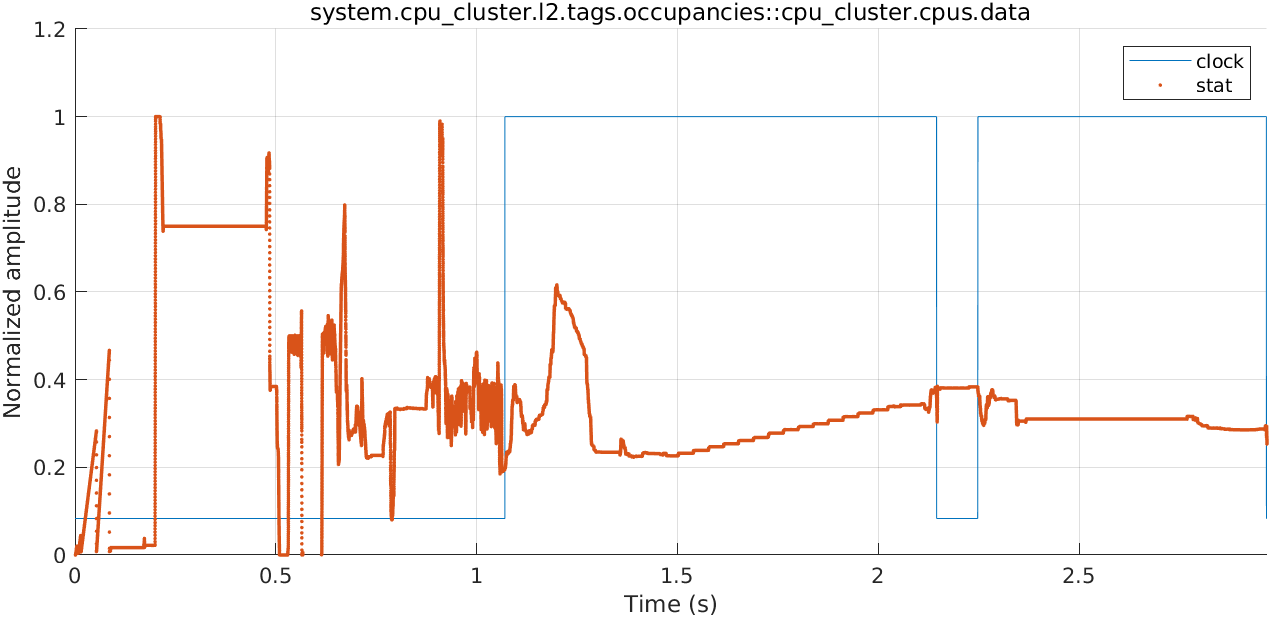 system.cpu_cluster.l2.tags.occupancies::cpu_cluster.cpus.data
1.2
1
0.8
0.6
0.4
0.2
0
Normalized amplitude
clock
stat
0
0.5
1
1.5
2
2.5
Time (s)